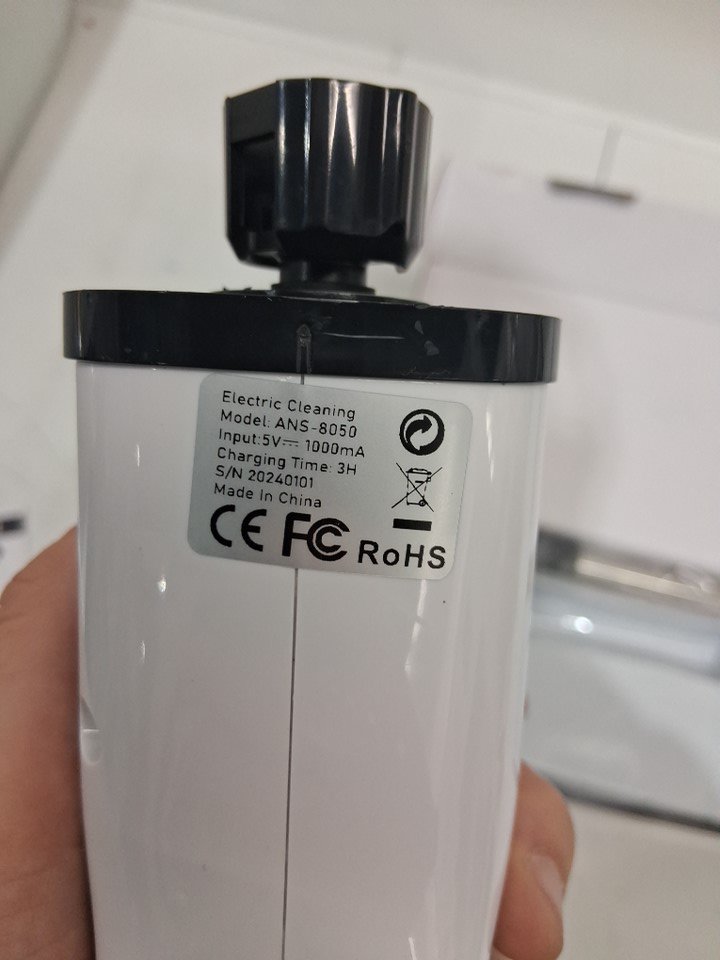 Electric Cleaning
Model: ANS-8050
Input:5V⎓ 1000mA
Charging Time: 3H
S/N 20240101
Made In China
CE FC RoHS